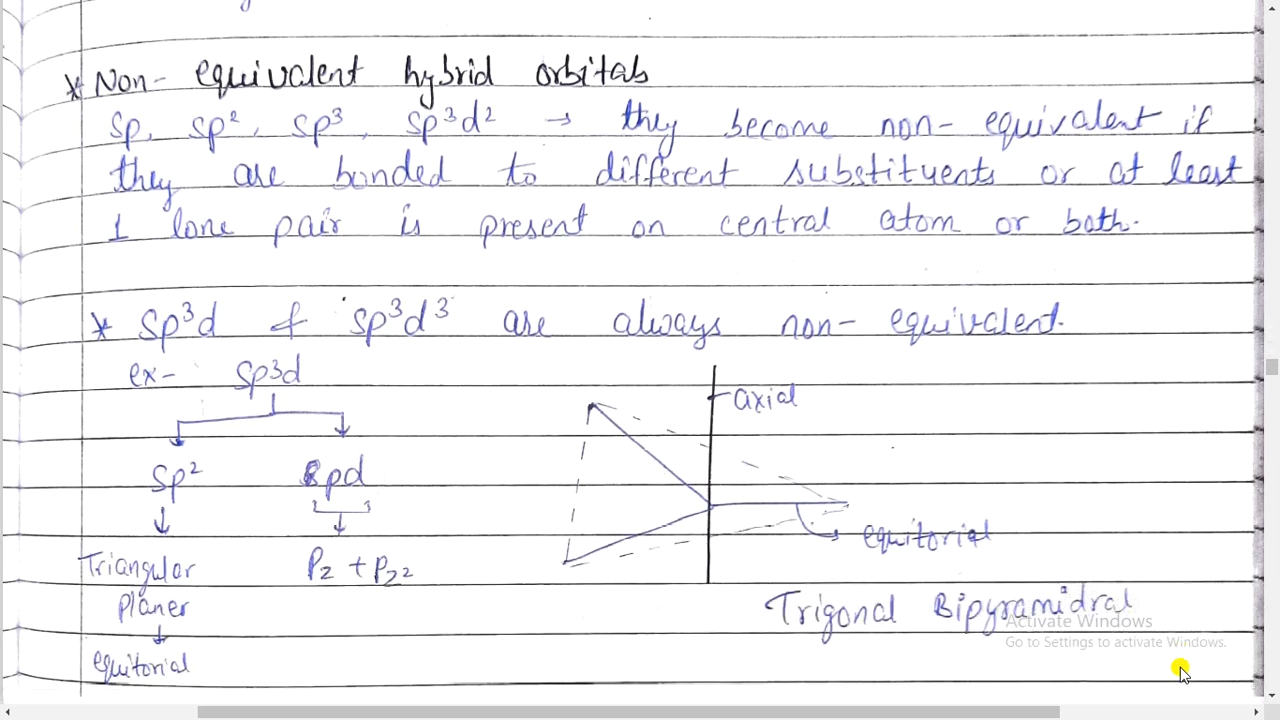 * Non- equivalent hybrid orbitals
sp, sp², sp³, sp³d² → they become non-equivalent if
they are bonded to different substituents or at least
1 lone pair is present on central atom or both.
* sp³d & sp³d³ are always non-equivalent.
ex- sp³d
axial
sp² pd
equitorial
Triangular Pz + Pz²
planer
Trigonal Bipyramidral
equitorial
Activate Windows
Go to Settings to activate Windows.